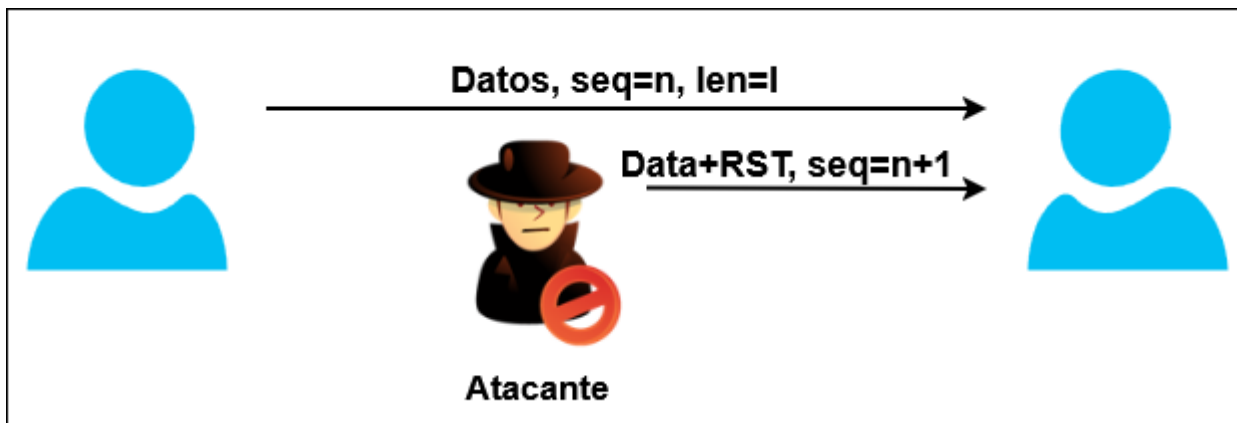 Datos, seq=n, len=l
Data+RST, seq=n+1
Atacante